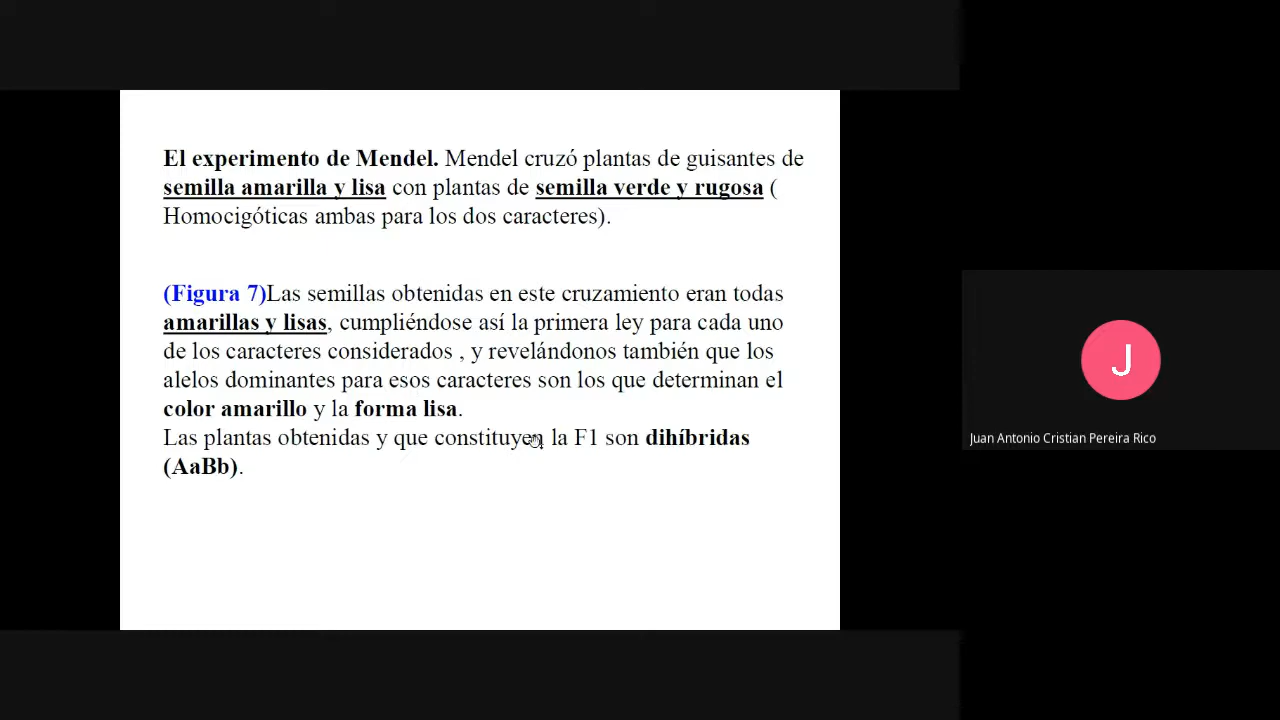 El experimento de Mendel. Mendel cruzó plantas de guisantes de
semilla amarilla y lisa con plantas de semilla verde y rugosa (
Homocigóticas ambas para los dos caracteres).
(Figura 7)Las semillas obtenidas en este cruzamiento eran todas
amarillas y lisas, cumpliéndose así la primera ley para cada uno
de los caracteres considerados , y revelándonos también que los
alelos dominantes para esos caracteres son los que determinan el
color amarillo y la forma lisa.
Las plantas obtenidas y que constituyen la F1 son dihíbridas
(AaBb).
J
Juan Antonio Cristian Pereira Rico